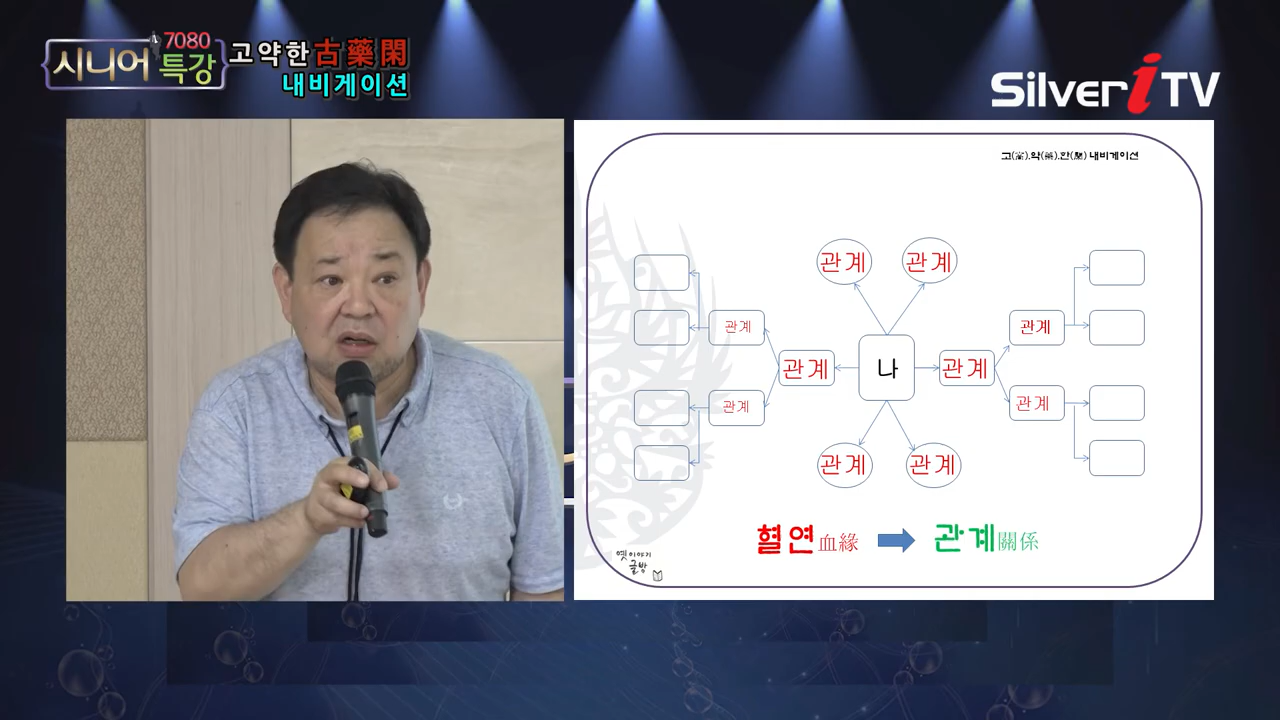 시니어 7080 특강
고약한古藥閑
내비게이션
Silver i TV
고(高).약(藥).한(閑) 내비게이션
관계 관계
관계 관계
관계 나 관계
관계 관계
관계 관계
혈연血緣 관계關係
옛이야기
글방